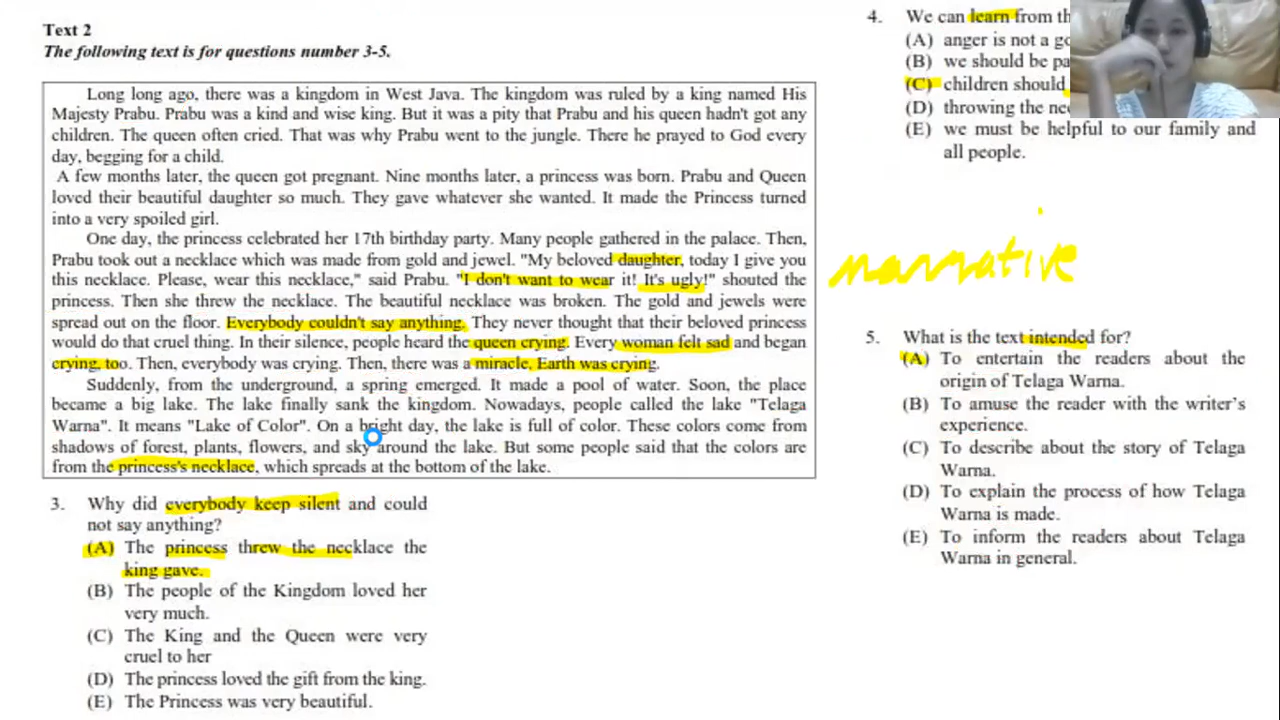 Text 2
The following text is for questions number 3-5.
Long long ago, there was a kingdom in West Java. The kingdom was ruled by a king named His
Majesty Prabu. Prabu was a kind and wise king. But it was a pity that Prabu and his queen hadn't got any
children. The queen often cried. That was why Prabu went to the jungle. There he prayed to God every
day, begging for a child.
A few months later, the queen got pregnant. Nine months later, a princess was born. Prabu and Queen
loved their beautiful daughter so much. They gave whatever she wanted. It made the Princess turned
into a very spoiled girl.
One day, the princess celebrated her 17th birthday party. Many people gathered in the palace. Then,
Prabu took out a necklace which was made from gold and jewel. "My beloved daughter, today I give you
this necklace. Please, wear this necklace," said Prabu. "I don't want to wear it! It's ugly!" shouted the
princess. Then she threw the necklace. The beautiful necklace was broken. The gold and jewels were
spread out on the floor. Everybody couldn't say anything. They never thought that their beloved princess
would do that cruel thing. In their silence, people heard the queen crying. Every woman felt sad and began
crying, too. Then, everybody was crying. Then, there was a miracle, Earth was crying.
Suddenly, from the underground, a spring emerged. It made a pool of water. Soon, the place
became a big lake. The lake finally sank the kingdom. Nowadays, people called the lake "Telaga
Warna". It means "Lake of Color". On a bright day, the lake is full of color. These colors come from
shadows of forest, plants, flowers, and sky around the lake. But some people said that the colors are
from the princess's necklace, which spreads at the bottom of the lake.
3. Why did everybody keep silent and could
not say anything?
(A) The princess threw the necklace the
king gave.
(B) The people of the Kingdom loved her
very much.
(C) The King and the Queen were very
cruel to her
(D) The princess loved the gift from the king.
(E) The Princess was very beautiful.
4. We can learn from
(A) anger is not a
(B) we should be
(C) children should
(D) throwing the
(E) we must be helpful to our family and
all people.
narrative
5. What is the text intended for?
(A) To entertain the readers about the
origin of Telaga Warna.
(B) To amuse the reader with the writer's
experience.
(C) To describe about the story of Telaga
Warna.
(D) To explain the process of how Telaga
Warna is made.
(E) To inform the readers about Telaga
Warna in general.